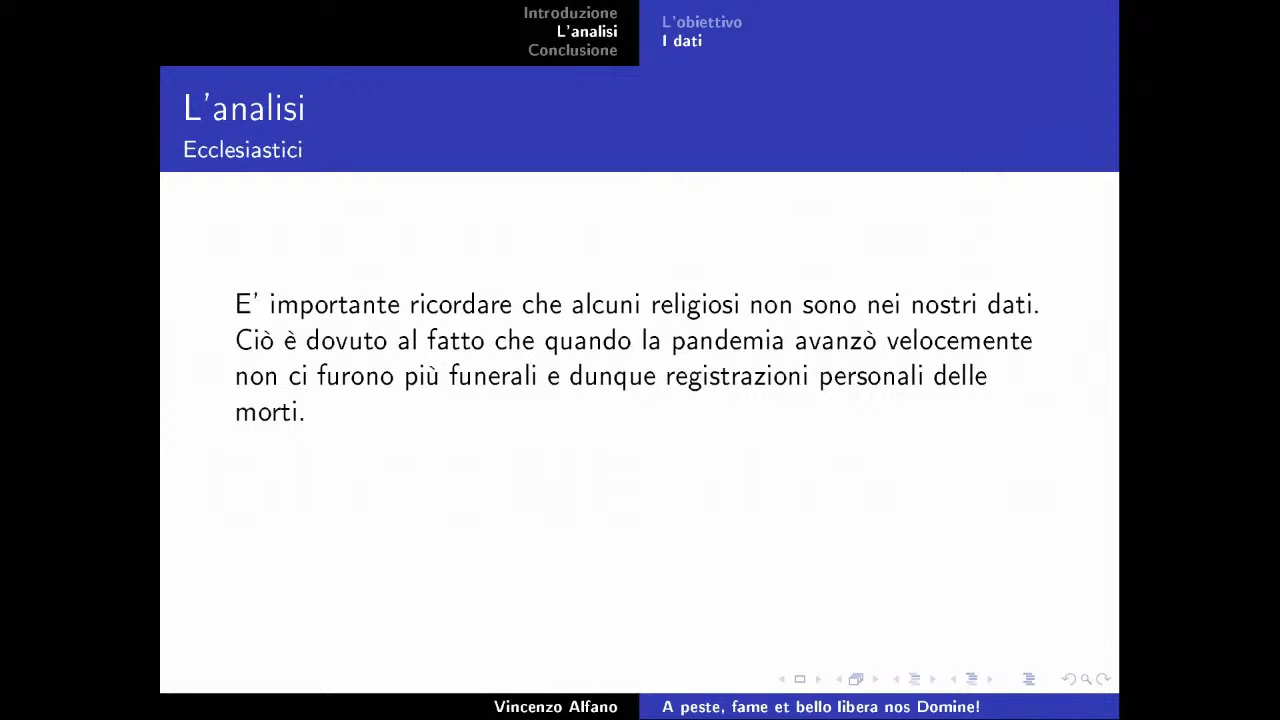 Introduzione
L'analisi
Conclusione
L'obiettivo
I dati
L'analisi
Ecclesiastici
E' importante ricordare che alcuni religiosi non sono nei nostri dati.
Ciò è dovuto al fatto che quando la pandemia avanzò velocemente
non ci furono più funerali e dunque registrazioni personali delle
morti.
Vincenzo Alfano
A peste, fame et bello libera nos Domine!